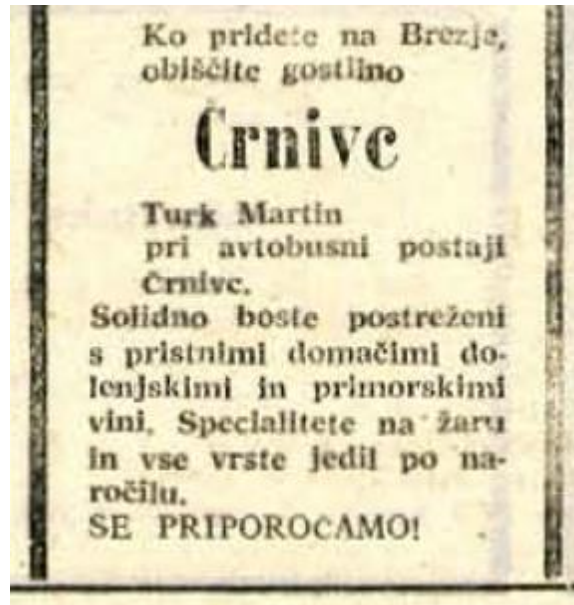 Ko pridete na Brezje,
obiščite gostilno
Črnivc
Turk Martin
pri avtobusni postaji
Črnivc.
Solidno boste postreženi
s pristnimi domačimi do-
lenjskimi in primorskimi
vini. Specialitete na žaru
in vse vrste jedil po na-
ročilu.
SE PRIPOROCAMO!